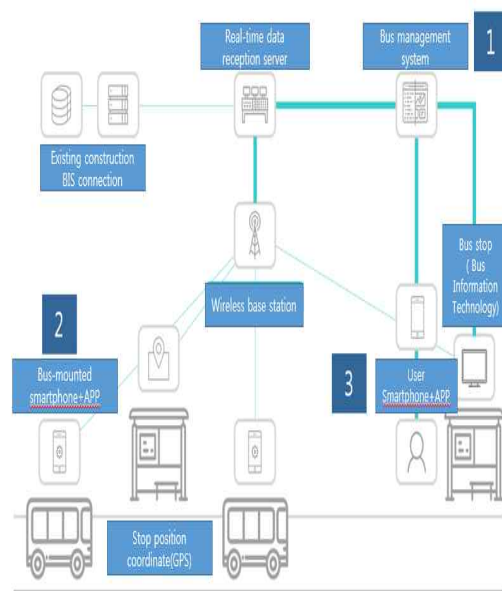 Real-time data
reception server
Bus management
system
1
Existing construction
BIS connection
Bus stop
( Bus
Information
Technology)
Wireless base station
2
Bus-mounted
smartphone+APP
3
User
Smartphone+APP
Stop position
coordinate(GPS)